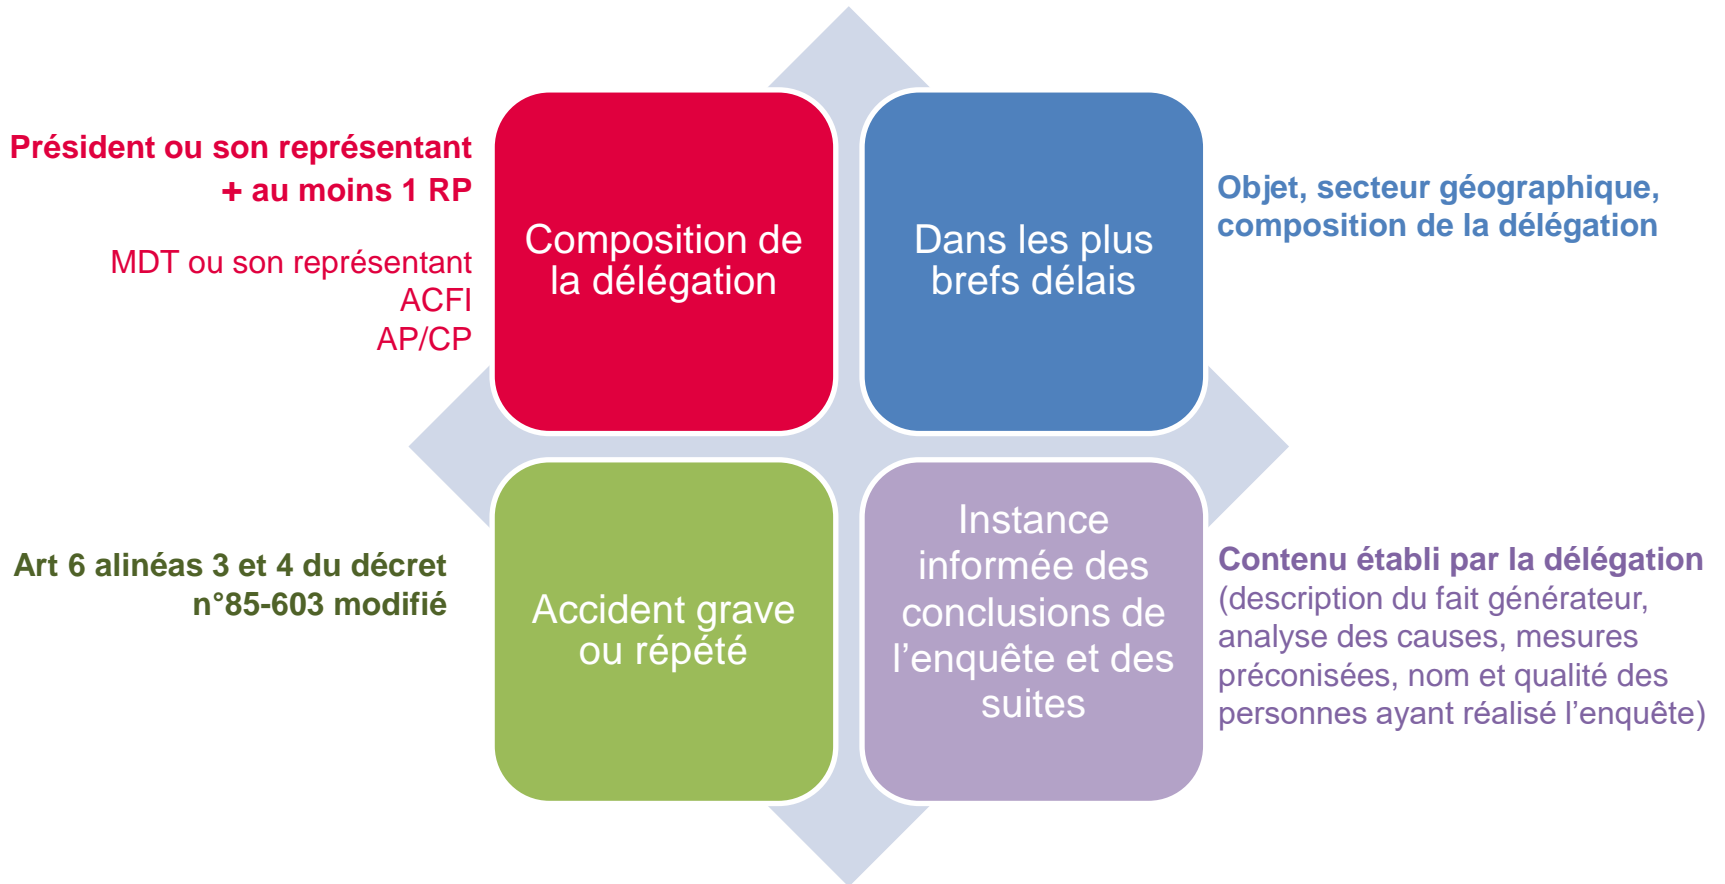 Président ou son représentant
+ au moins 1 RP
MDT ou son représentant
ACFI
AP/CP
Composition de
la délégation
Dans les plus
brefs délais
Objet, secteur géographique,
composition de la délégation
Art 6 alinéas 3 et 4 du décret
n°85-603 modifié
Accident grave
ou répété
Instance
informée des
conclusions de
l’enquête et des
suites
Contenu établi par la délégation
(description du fait générateur,
analyse des causes, mesures
préconisées, nom et qualité des
personnes ayant réalisé l’enquête)